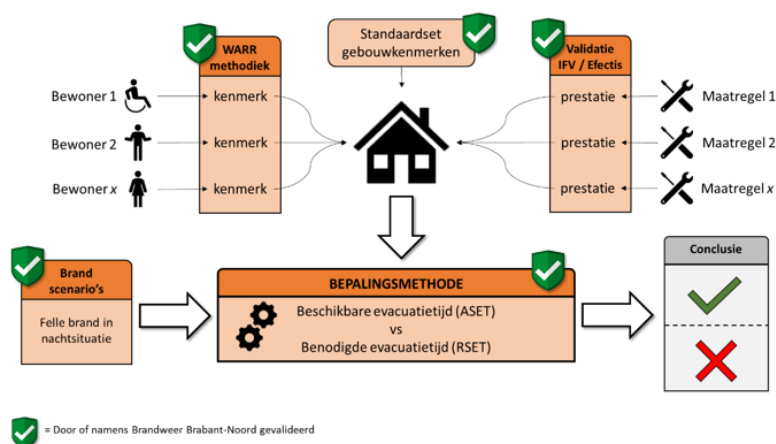 WARR
methodiek
Standaardset
gebouwkenmerken
Validatie
IFV / Efectis
Bewoner 1
kenmerk
prestatie
Maatregel 1
Bewoner 2
kenmerk
prestatie
Maatregel 2
Bewoner x
kenmerk
prestatie
Maatregel x
Brand
scenario's
Felle brand in
nachtsituatie
BEPALINGSMETHODE
Beschikbare evacuatietijd (ASET)
vs
Benodigde evacuatietijd (RSET)
Conclusie
= Door of namens Brandweer Brabant-Noord gevalideerd